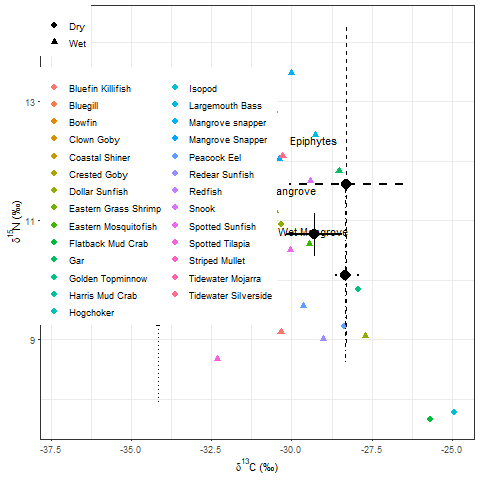 Dry
Wet
Bluefin Killifish
Bluegill
Bowfin
Clown Goby
Coastal Shiner
Crested Goby
Dollar Sunfish
Eastern Grass Shrimp
Eastern Mosquitofish
Flatback Mud Crab
Gar
Golden Topminnow
Harris Mud Crab
Hogchoker
Isopod
Largemouth Bass
Mangrove snapper
Mangrove Snapper
Peacock Eel
Redear Sunfish
Redfish
Snook
Spotted Sunfish
Spotted Tilapia
Striped Mullet
Tidewater Mojarra
Tidewater Silverside
Epiphytes
angrove
Wet Mangrove
13
11
9
δ15N (‰)
-37.5
-35.0
-32.5
-30.0
-27.5
-25.0
δ13C (‰)